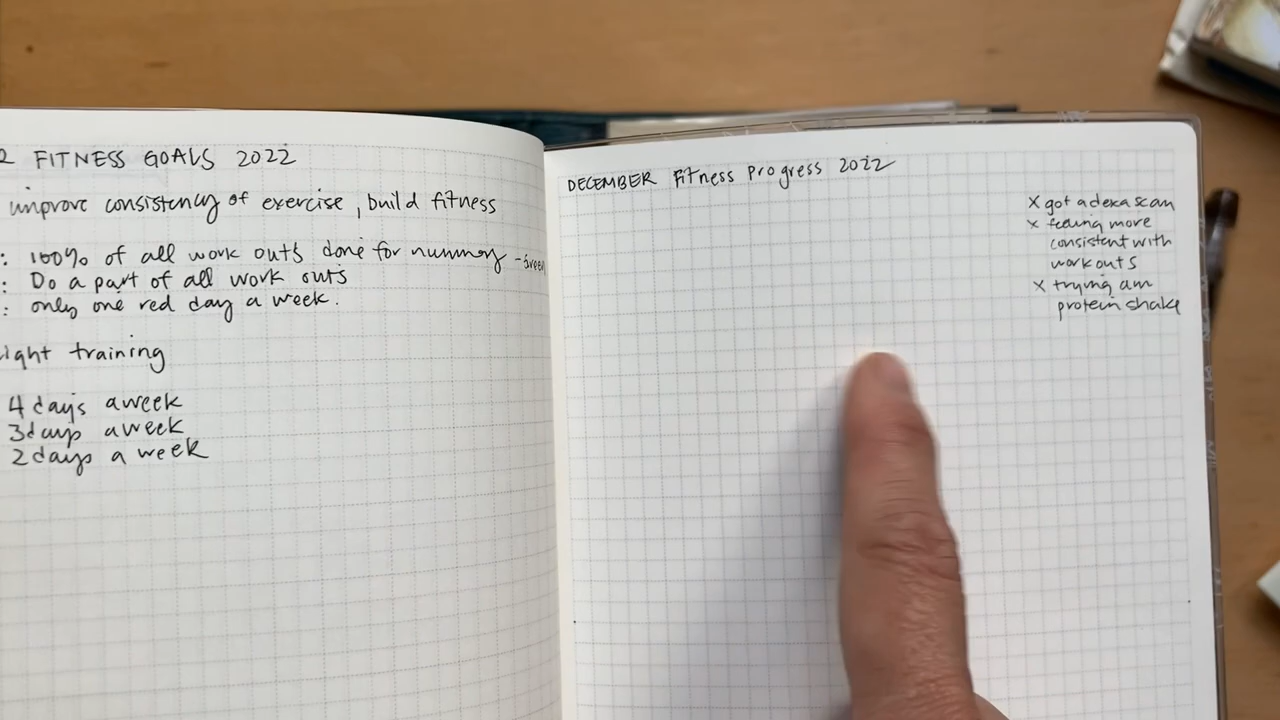 2 FITNESS GOALS 2022
improve consistency of exercise, build fitness
: 100% of all work outs done for
: Do a part of all work outs
: only one red day a week.
ight training
4 days a week
3 days a week
2 days a week
DECEMBER Fitness Progress 2022
x got a dexa scan
x feeling more
consistent with
workouts
x trying am
protein shake